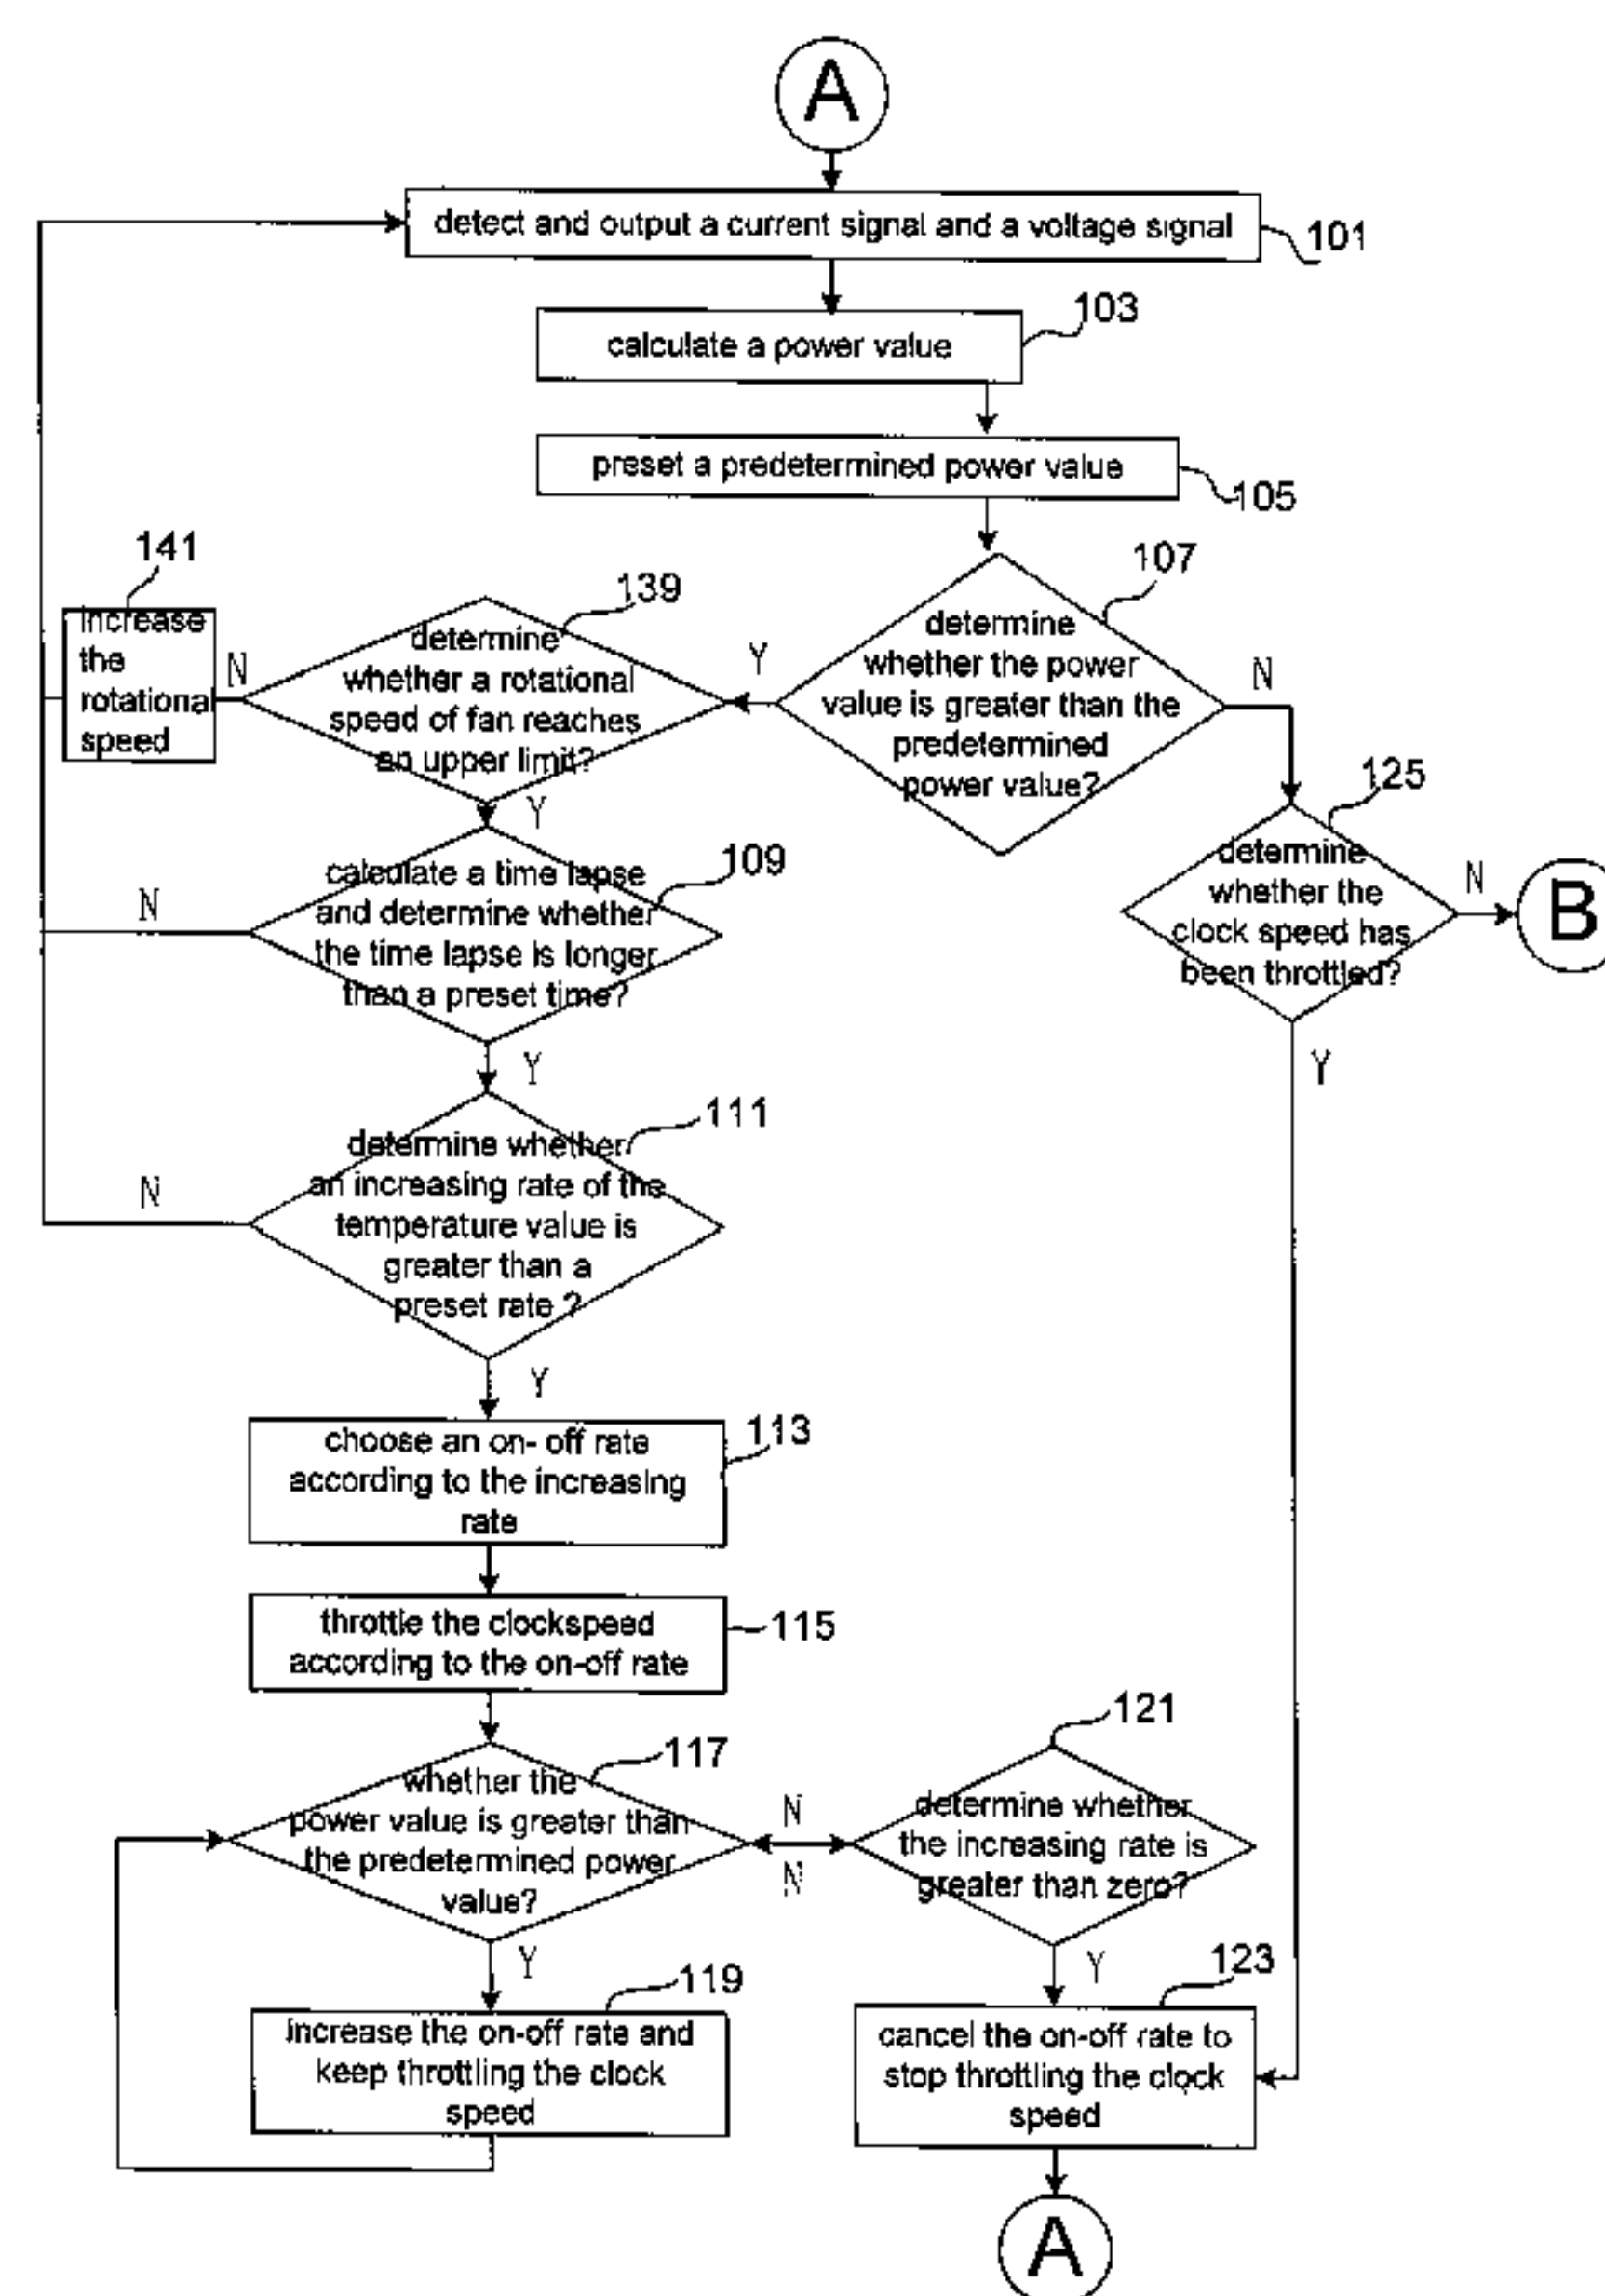 A
detect and output a current signal and a voltage signal
101
103
calculate a power value
preset a predetermined power value
105
141
increase
the
rotational
speed
N
139
determine
whether a rotational
speed of fan reaches
an upper limit?
Y
Y
107
determine
whether the power
value is greater than the
predetermined
power value?
N
125
determine
whether the
clock speed has
been throttled?
N
B
Y
109
calculate a time lapse
and determine whether
the time lapse is longer
than a preset time?
N
Y
111
determine whether
an increasing rate of the
temperature value is
greater than a
preset rate ?
N
Y
113
choose an on- off rate
according to the increasing
rate
throttle the clockspeed
according to the on-off rate
115
117
whether the
power value is greater than
the predetermined power
value?
N
N
121
determine whether
the increasing rate is
greater than zero?
Y
119
increase the on-off rate and
keep throttling the clock
speed
Y
123
cancel the on-off rate to
stop throttling the clock
speed
A